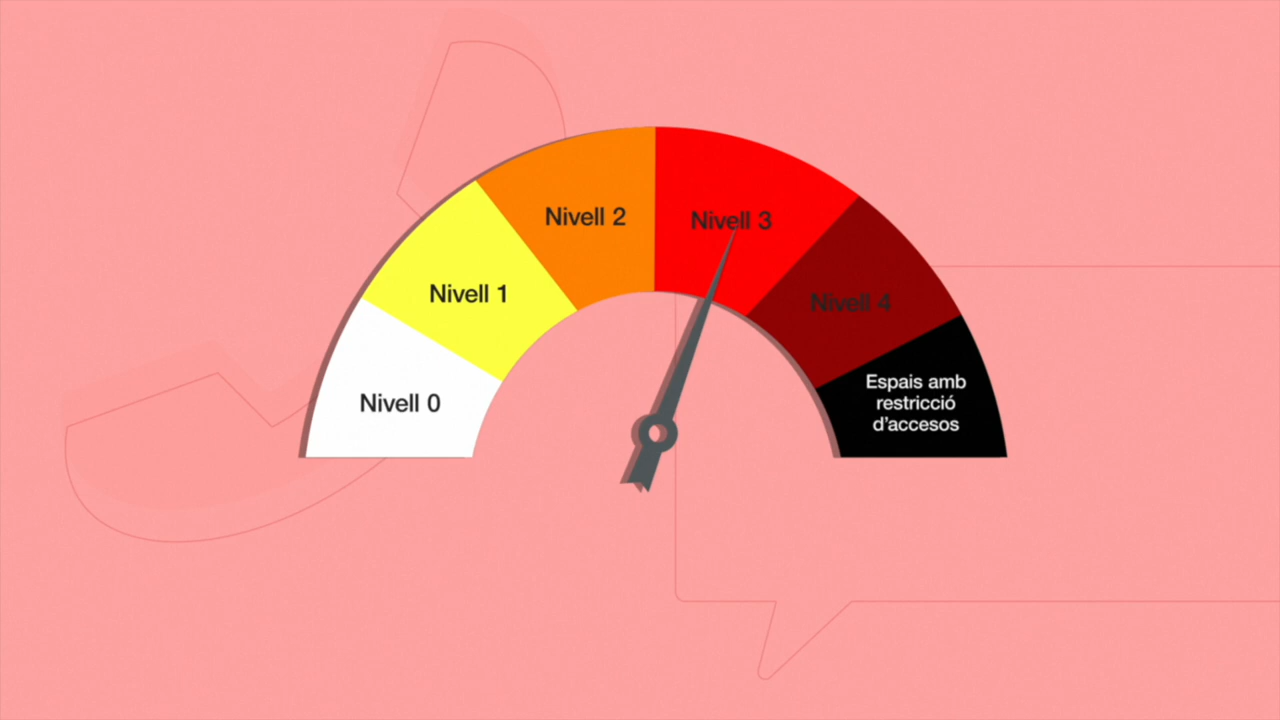 Nivell 0
Nivell 1
Nivell 2
Nivell 3
Nivell 4
Espais amb
restricció
d'accesos